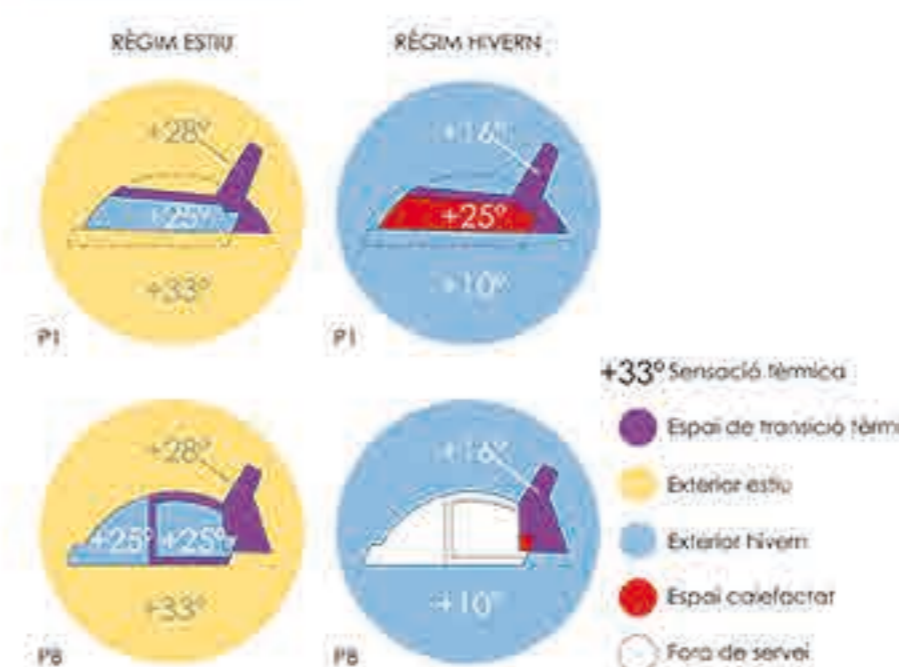 RÈGIM ESTIU
RÈGIM HIVERN
+28º
+25º
+33º
P1
+16º
+25º
+10º
P1
+28º
+25º
+25º
+33º
PB
+16º
+10º
PB
+33º Sensació tèrmica
Espai de transició tèrmi
Exterior estiu
Exterior hivern
Espai calefactat
Fora de servei